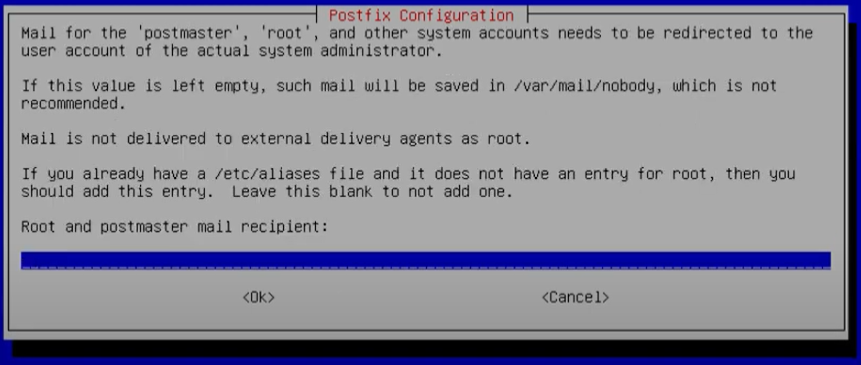 Postfix Configuration
Mail for the 'postmaster', 'root', and other system accounts needs to be redirected to the
user account of the actual system administrator.
If this value is left empty, such mail will be saved in /var/mail/nobody, which is not
recommended.
Mail is not delivered to external delivery agents as root.
If you already have a /etc/aliases file and it does not have an entry for root, then you
should add this entry.  Leave this blank to not add one.
Root and postmaster mail recipient:
<Ok> <Cancel>